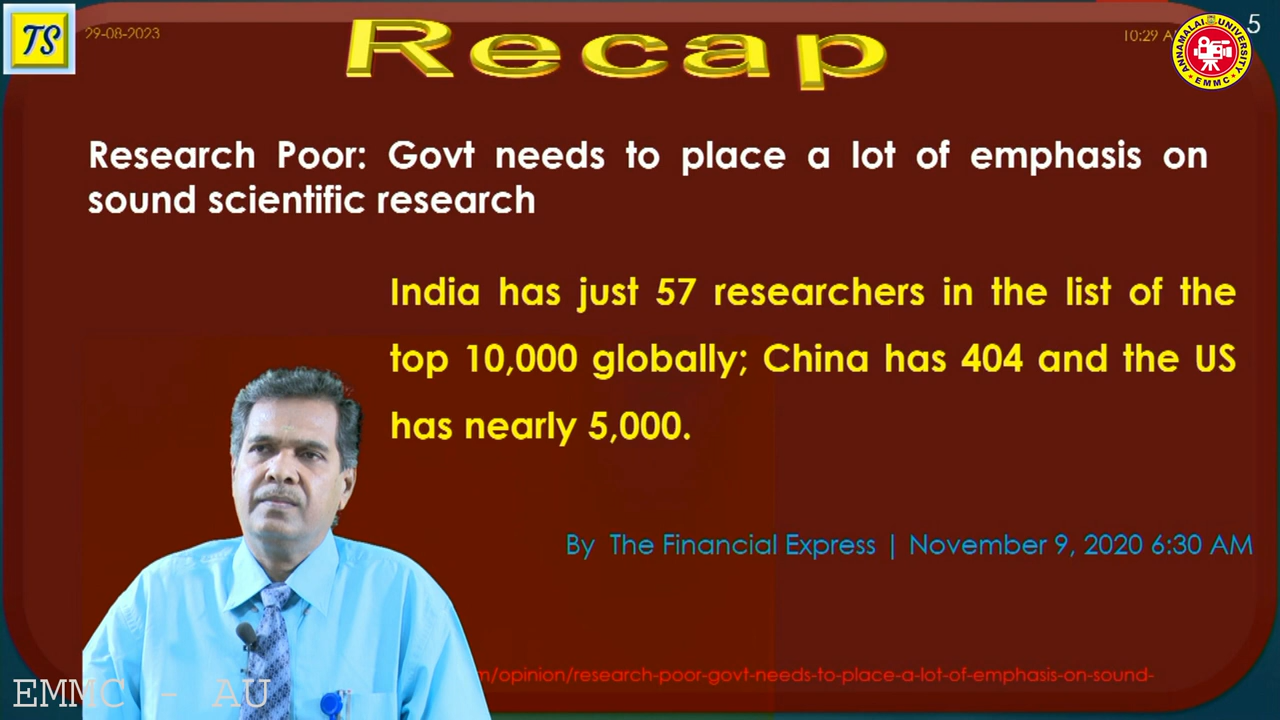 TS
29-08-2023
Recap
10:29 A
5
ANNAMALAI UNIVERSITY
EMMC
Research Poor: Govt needs to place a lot of emphasis on
sound scientific research
India has just 57 researchers in the list of the
top 10,000 globally; China has 404 and the US
has nearly 5,000.
By The Financial Express | November 9, 2020 6:30 AM
m/opinion/research-poor-govt-needs-to-place-a-lot-of-emphasis-on-sound-
EMMC - AU